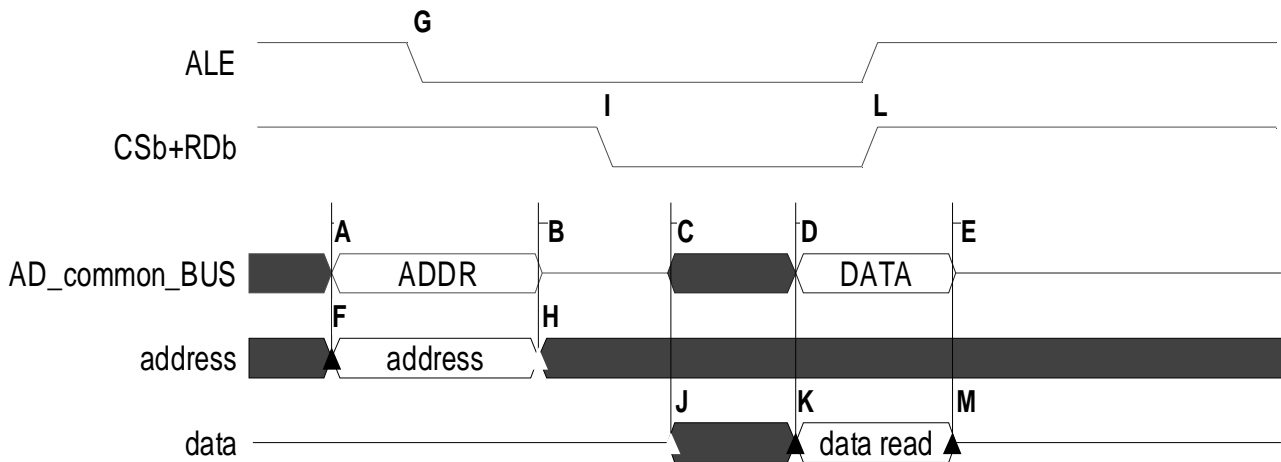 G
ALE
I L
CSb+RDb
A B C D E
AD_common_BUS ADDR DATA
F H
address address
J K M
data data read